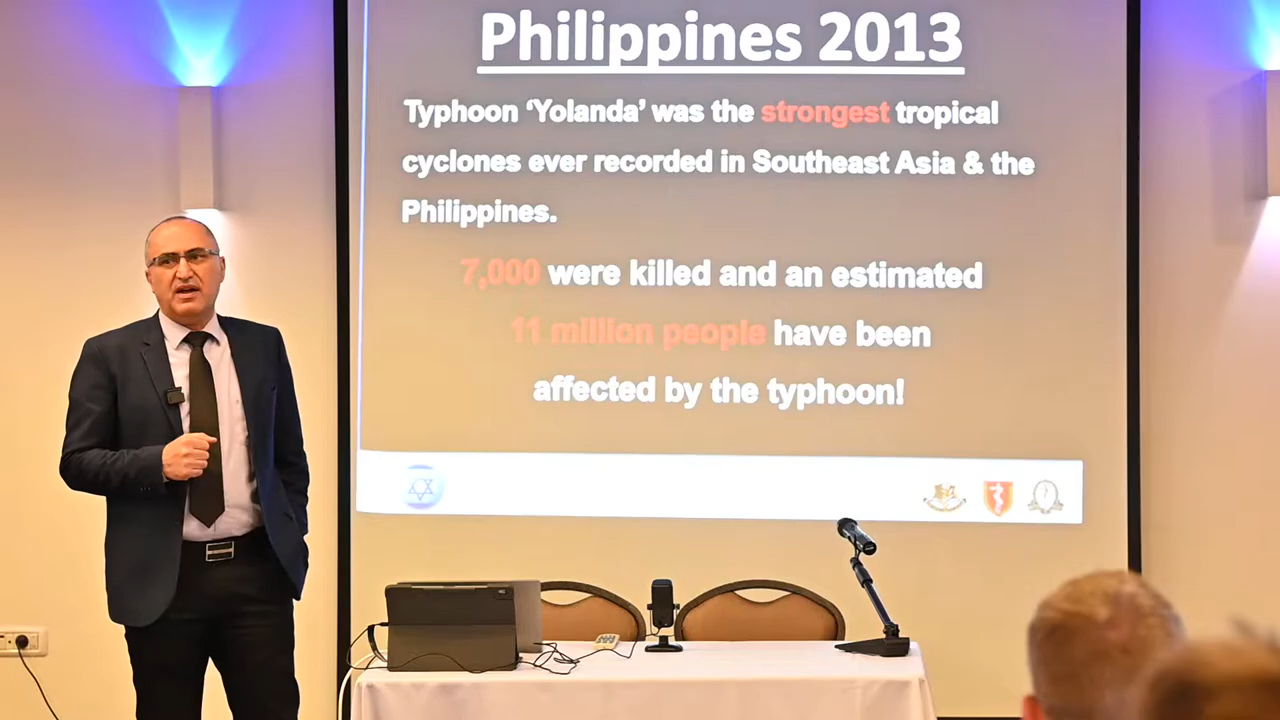 Philippines 2013
Typhoon ‘Yolanda’ was the strongest tropical
cyclones ever recorded in Southeast Asia & the
Philippines.
7,000 were killed and an estimated
11 million people have been
affected by the typhoon!